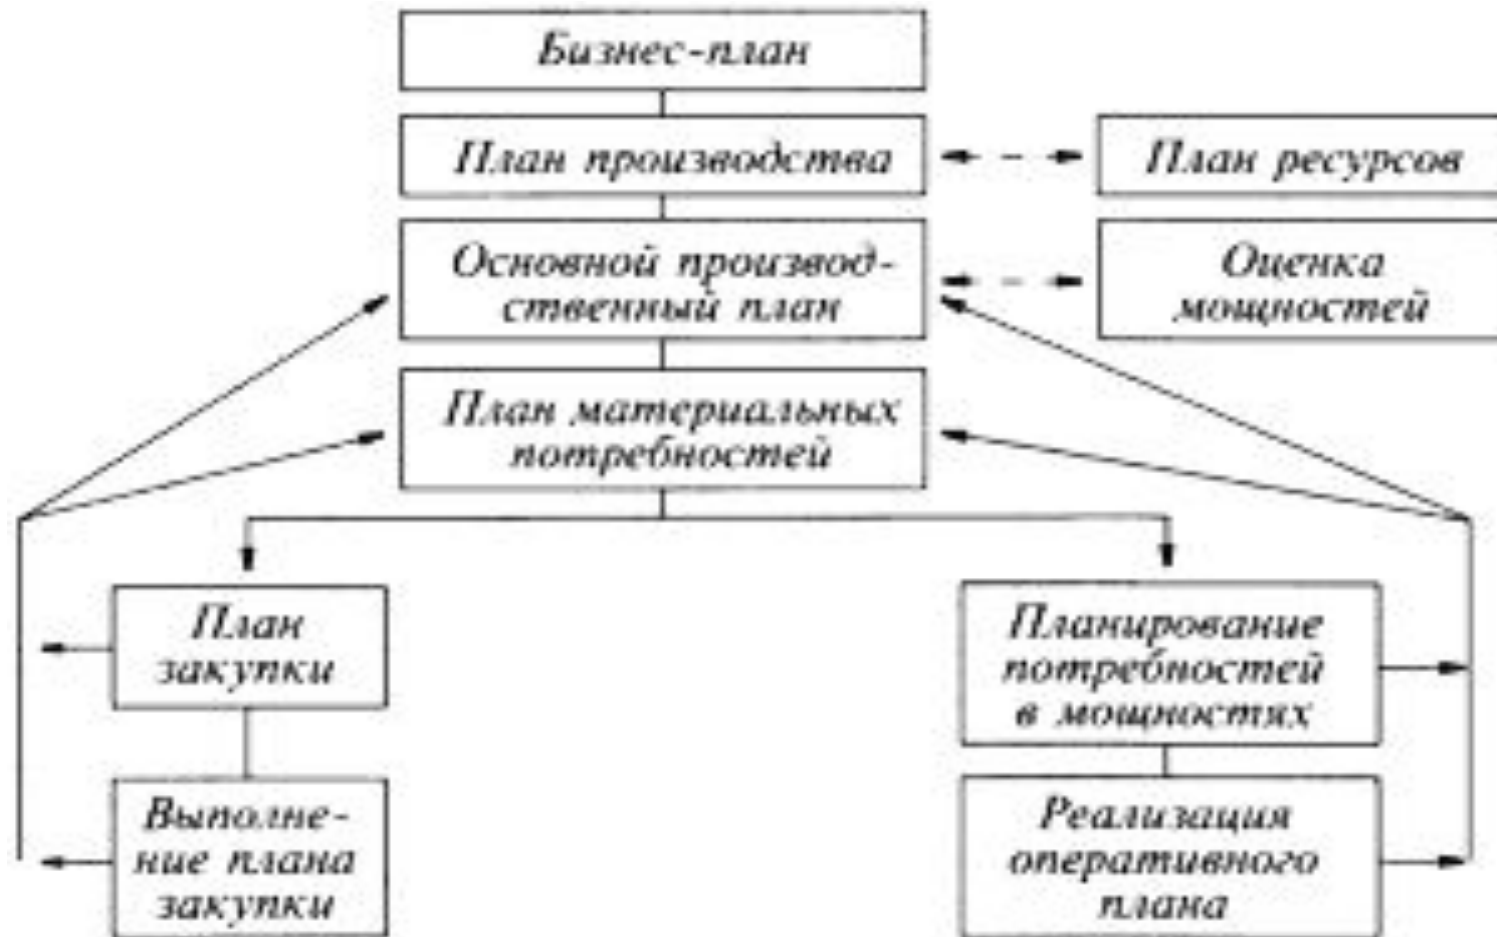 Бизнес-план
План производства
План ресурсов
Основной производ-
ственный план
Оценка
мощностей
План материальных
потребностей
План
закупки
Планирование
потребностей
в мощностях
Выполне-
ние плана
закупки
Реализация
оперативного
плана